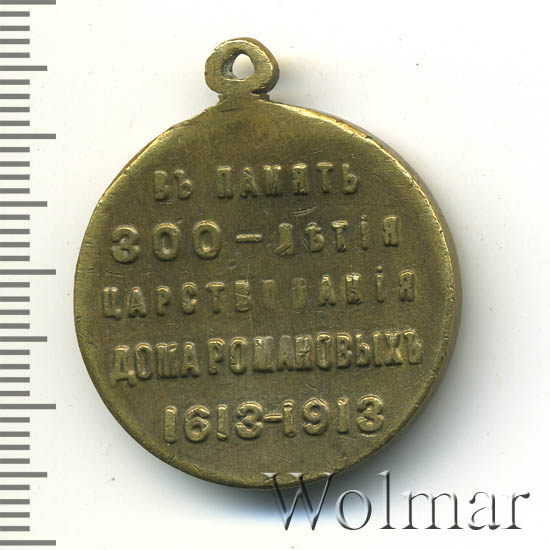 ВЪ ПАМЯТЬ
300-ЛѢТІЯ
ЦАРСТВОВАНІЯ
ДОМА РОМАНОВЫХЪ
1613-1913
Wolmar